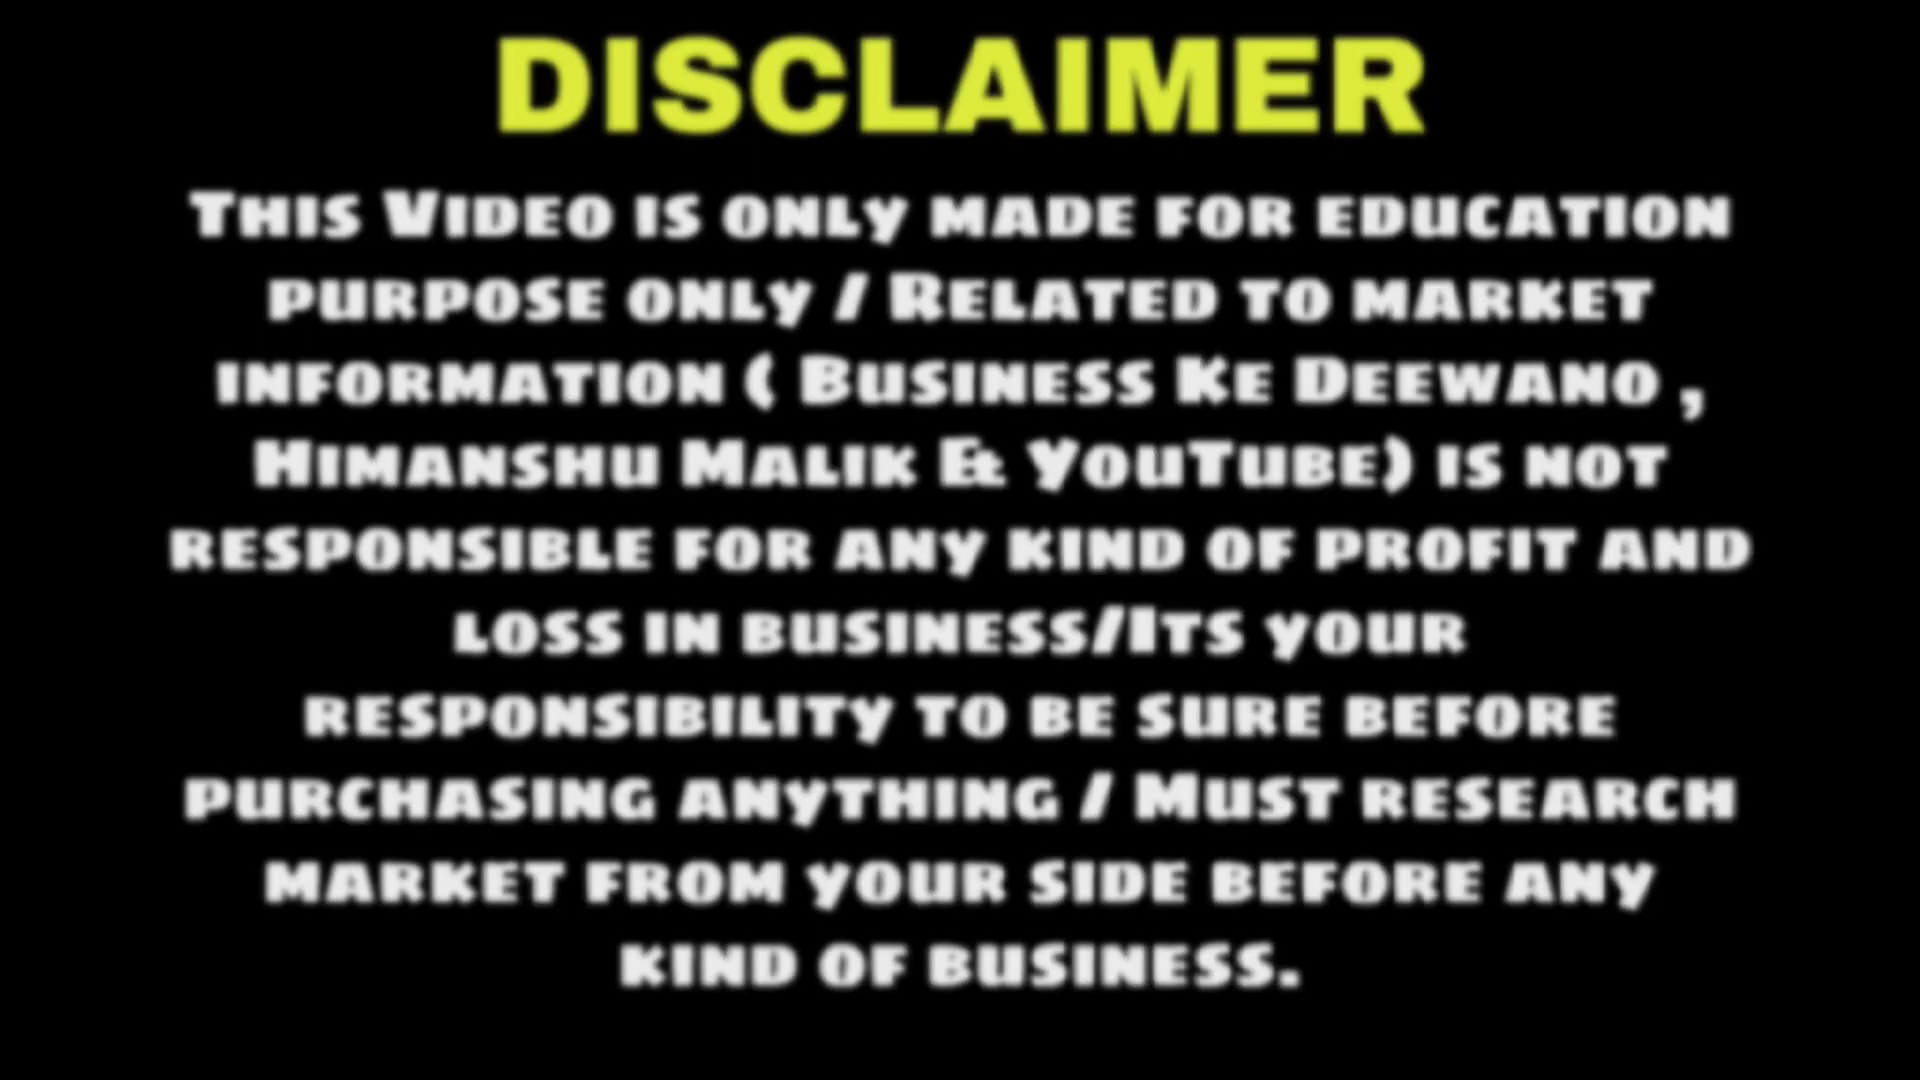 DISCLAIMER
This Video is only made for education
purpose only / Related to market
information ( Business Ke Deewano ,
Himanshu Malik & YouTube) is not
responsible for any kind of profit and
loss in business/Its your
responsibility to be sure before
purchasing anything / Must research
market from your side before any
kind of business.